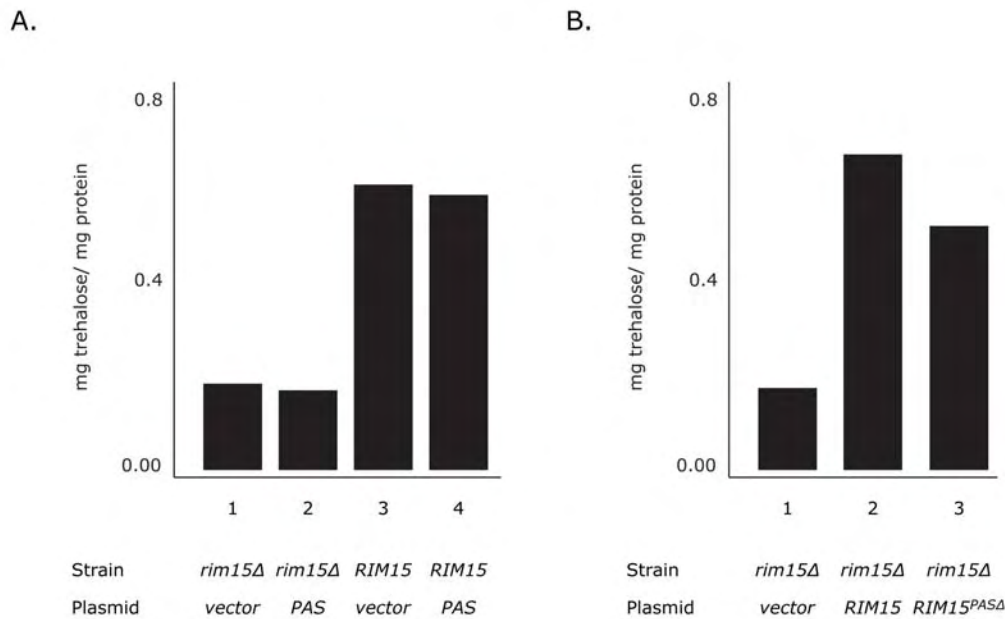 A.
mg trehalose/ mg protein
0.8
0.4
0.00
1 2 3 4
Strain rim15Δ rim15Δ RIM15 RIM15
Plasmid vector PAS vector PAS
B.
mg trehalose/ mg protein
0.8
0.4
0.00
1 2 3
Strain rim15Δ rim15Δ rim15Δ
Plasmid vector RIM15 RIM15PASΔ